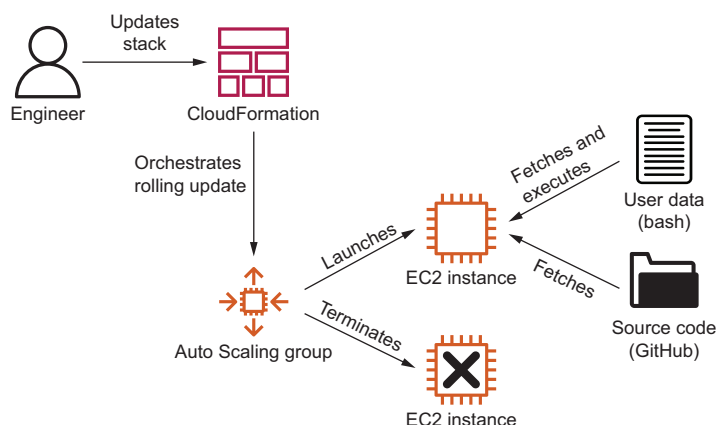 Updates
stack
Engineer
CloudFormation
Orchestrates
rolling update
Fetches and
executes
User data
(bash)
Launches
EC2 instance
Fetches
Source code
(GitHub)
Auto Scaling group
Terminates
EC2 instance